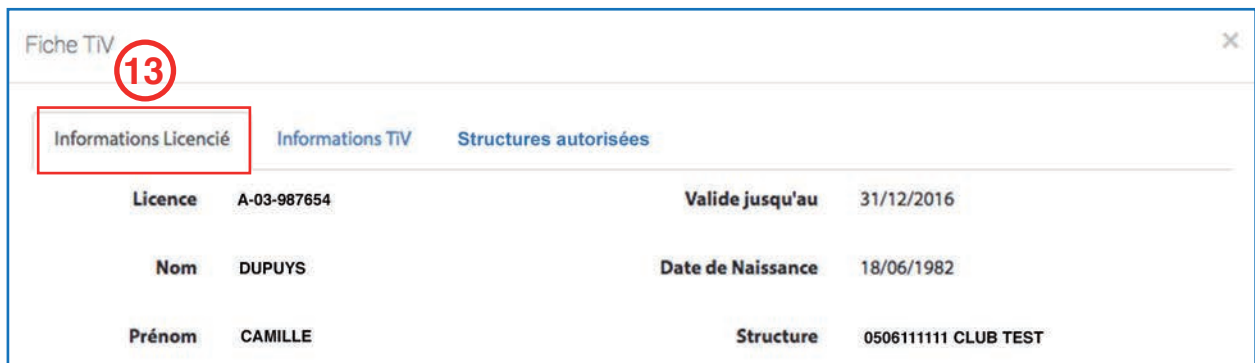 Fiche TiV
×
13
Informations Licencié Informations TiV Structures autorisées
Licence A-03-987654 Valide jusqu'au 31/12/2016
Nom DUPUYS Date de Naissance 18/06/1982
Prénom CAMILLE Structure 0506111111 CLUB TEST